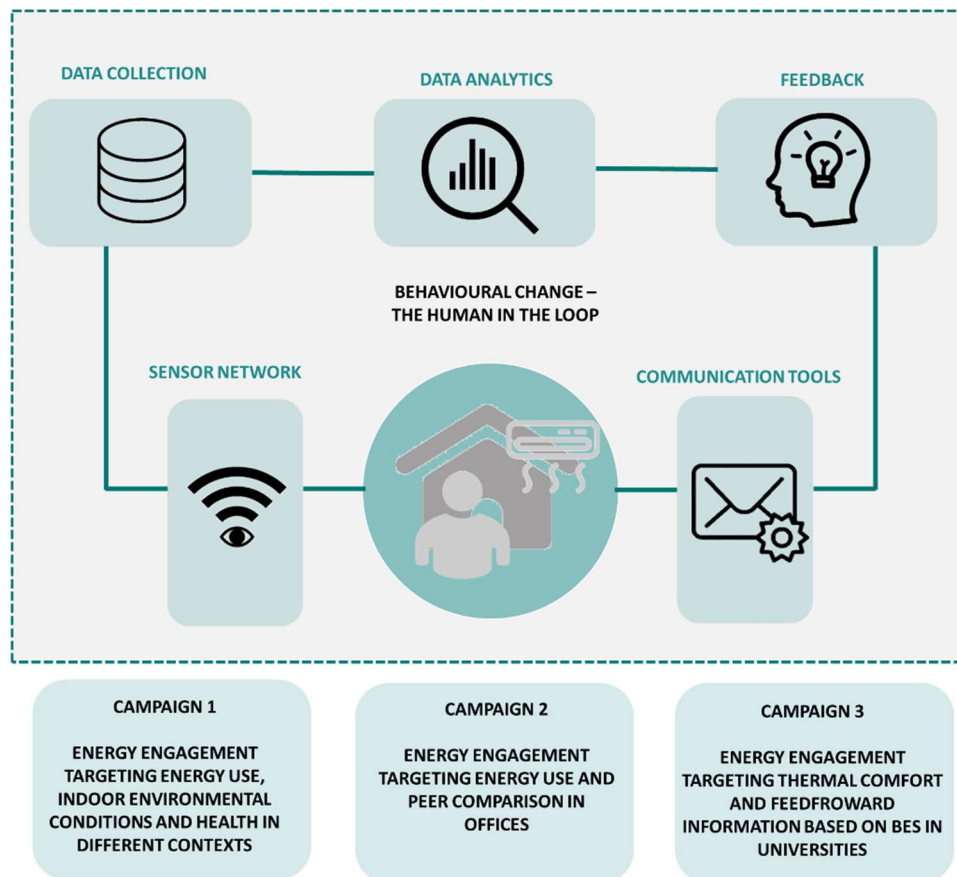 DATA COLLECTION
DATA ANALYTICS
FEEDBACK
BEHAVIOURAL CHANGE –
THE HUMAN IN THE LOOP
SENSOR NETWORK
COMMUNICATION TOOLS
CAMPAIGN 1
ENERGY ENGAGEMENT
TARGETING ENERGY USE,
INDOOR ENVIRONMENTAL
CONDITIONS AND HEALTH IN
DIFFERENT CONTEXTS
CAMPAIGN 2
ENERGY ENGAGEMENT
TARGETING ENERGY USE AND
PEER COMPARISON IN
OFFICES
CAMPAIGN 3
ENERGY ENGAGEMENT
TARGETING THERMAL COMFORT
AND FEEDFROWARD
INFORMATION BASED ON BES IN
UNIVERSITIES